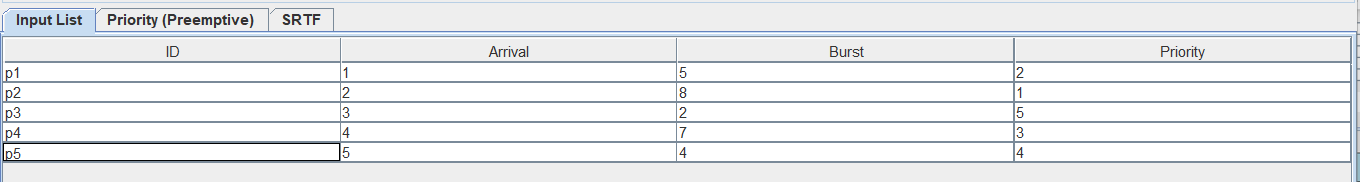 Input List Priority (Preemptive) SRTF
ID Arrival Burst Priority
p1 1 5 2
p2 2 8 1
p3 3 2 5
p4 4 7 3
p5 5 4 4